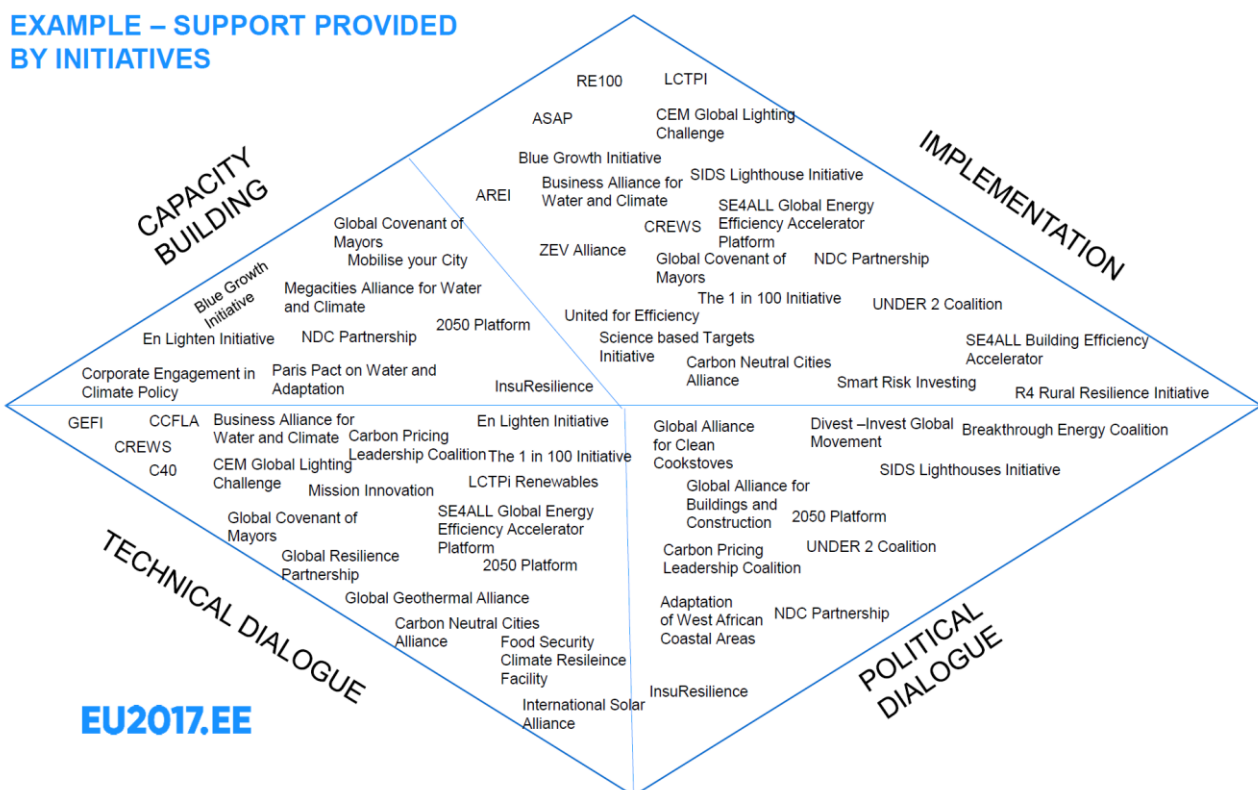 EXAMPLE – SUPPORT PROVIDED
BY INITIATIVES
CAPACITY
BUILDING
Global Covenant of
Mayors
Mobilise your City
Blue Growth
Initiative
Megacities Alliance for Water
and Climate
En Lighten Initiative
NDC Partnership
2050 Platform
Corporate Engagement in
Climate Policy
Paris Pact on Water and
Adaptation
InsuResilience
IMPLEMENTATION
RE100
LCTPI
ASAP
CEM Global Lighting
Challenge
Blue Growth Initiative
SIDS Lighthouse Initiative
AREI
Business Alliance for
Water and Climate
SE4ALL Global Energy
Efficiency Accelerator
Platform
CREWS
ZEV Alliance
Global Covenant of
Mayors
NDC Partnership
The 1 in 100 Initiative
UNDER 2 Coalition
United for Efficiency
Science based Targets
Initiative
SE4ALL Building Efficiency
Accelerator
Carbon Neutral Cities
Alliance
Smart Risk Investing
R4 Rural Resilience Initiative
TECHNICAL DIALOGUE
GEFI
CCFLA
Business Alliance for
Water and Climate
En Lighten Initiative
CREWS
Carbon Pricing
Leadership Coalition
The 1 in 100 Initiative
C40
CEM Global Lighting
Challenge
Mission Innovation
LCTPi Renewables
Global Covenant of
Mayors
SE4ALL Global Energy
Efficiency Accelerator
Platform
Global Resilience
Partnership
2050 Platform
Global Geothermal Alliance
Carbon Neutral Cities
Alliance
Food Security
Climate Resileince
Facility
International Solar
Alliance
POLITICAL
DIALOGUE
Global Alliance
for Clean
Cookstoves
Divest –Invest Global
Movement
Breakthrough Energy Coalition
SIDS Lighthouses Initiative
Global Alliance for
Buildings and
Construction
2050 Platform
Carbon Pricing
Leadership Coalition
UNDER 2 Coalition
Adaptation
of West African
Coastal Areas
NDC Partnership
InsuResilience
EU2017.EE